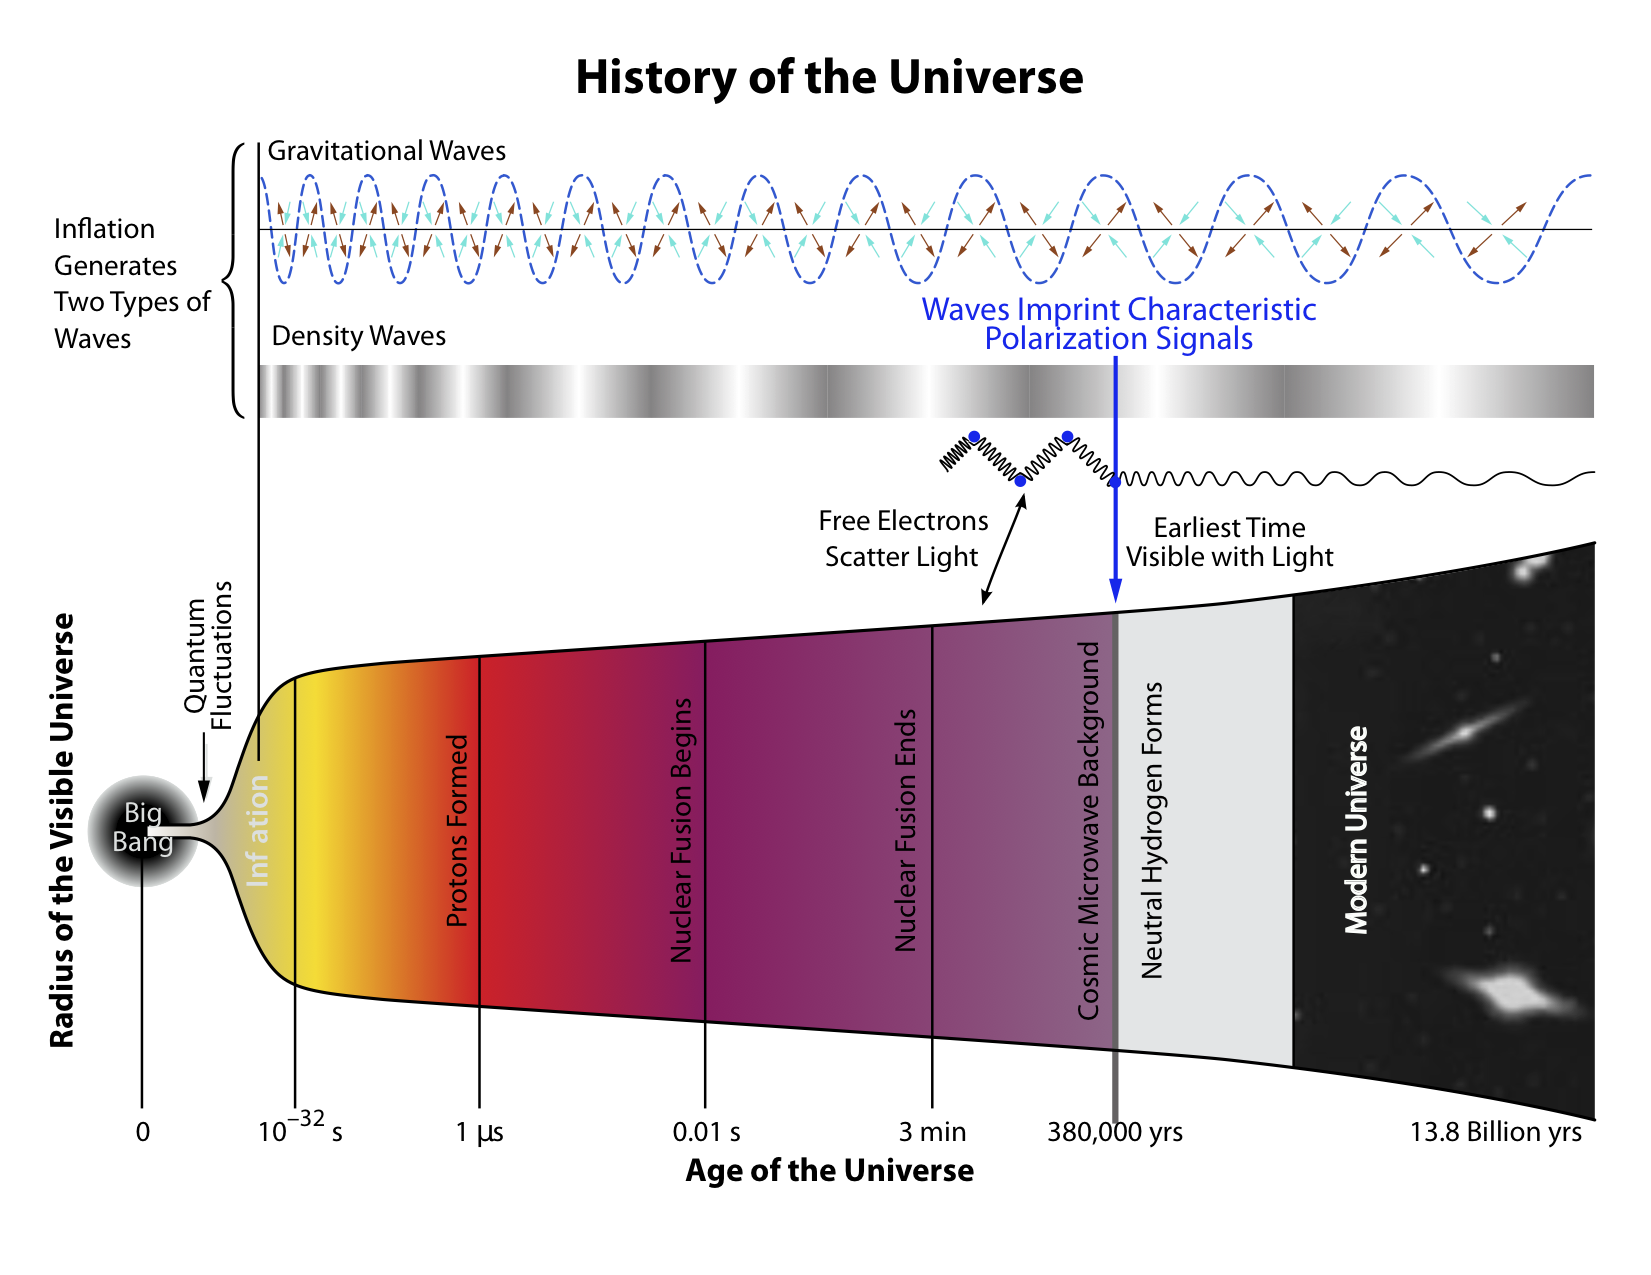 History of the Universe
Gravitational Waves
Inflation
Generates
Two Types of
Waves
Waves Imprint Characteristic
Polarization Signals
Density Waves
Free Electrons
Scatter Light
Earliest Time
Visible with Light
Quantum
Fluctuations
Radius of the Visible Universe
Big
Bang
Inf ation
Protons Formed
Nuclear Fusion Begins
Nuclear Fusion Ends
Cosmic Microwave Background
Neutral Hydrogen Forms
Modern Universe
0
10⁻³² s
1 µs
0.01 s
3 min
380,000 yrs
13.8 Billion yrs
Age of the Universe